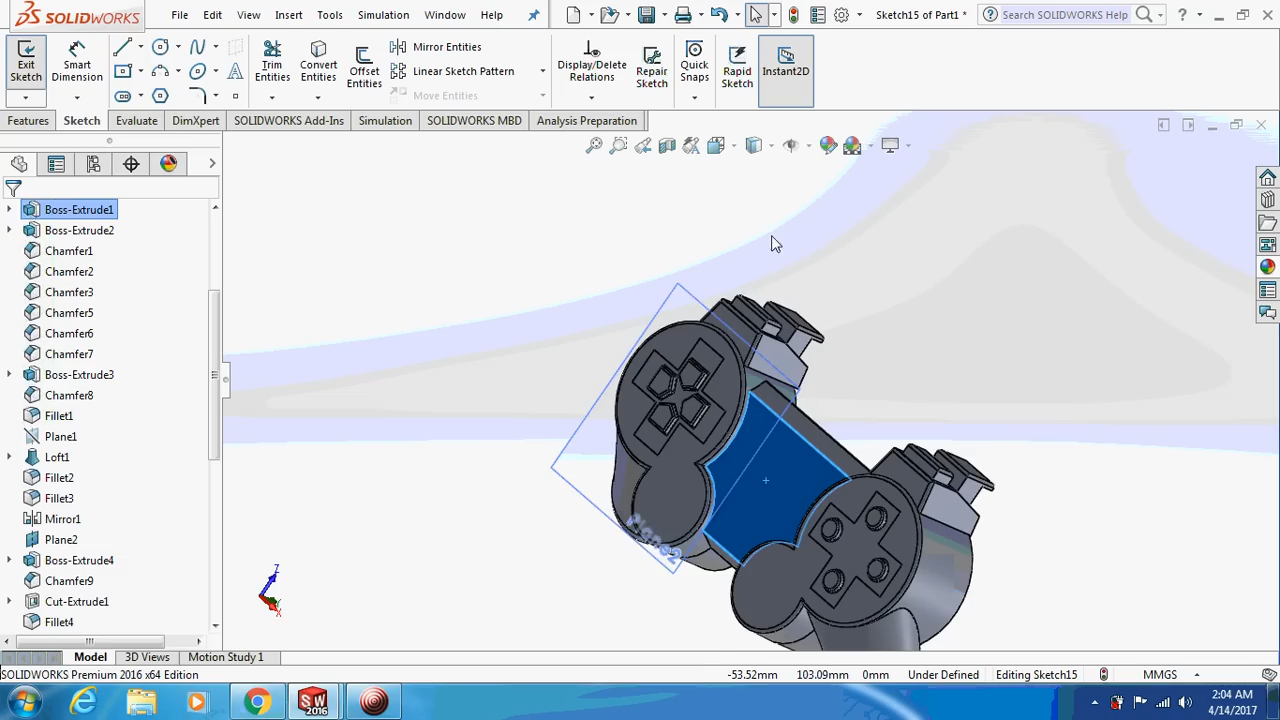 SOLIDWORKS File Edit View Insert Tools Simulation Window Help Sketch15 of Part1 * Search SOLIDWORKS Help ?
Exit Sketch
Smart Dimension
Trim Entities
Convert Entities
Offset Entities
Mirror Entities
Linear Sketch Pattern
Move Entities
Display/Delete Relations
Repair Sketch
Quick Snaps
Rapid Sketch
Instant2D
Features Sketch Evaluate DimXpert SOLIDWORKS Add-Ins Simulation SOLIDWORKS MBD Analysis Preparation
Boss-Extrude1
Boss-Extrude2
Chamfer1
Chamfer2
Chamfer3
Chamfer5
Chamfer6
Chamfer7
Boss-Extrude3
Chamfer8
Fillet1
Plane1
Loft1
Fillet2
Fillet3
Mirror1
Plane2
Boss-Extrude4
Chamfer9
Cut-Extrude1
Fillet4
Plane2
Z
X
Model 3D Views Motion Study 1
SOLIDWORKS Premium 2016 x64 Edition -53.52mm 103.09mm 0mm Under Defined Editing Sketch15 MMGS
SW 2016
2:04 AM
4/14/2017